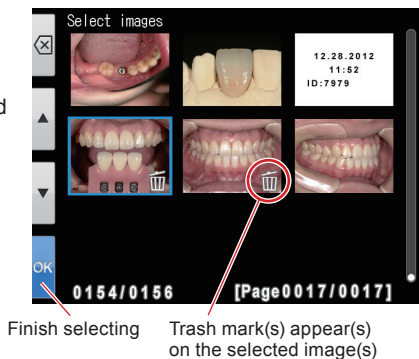 Select images
12.28.2012
11:52
ID:7979
d
OK
0154/0156
[Page0017/0017]
Finish selecting
Trash mark(s) appear(s)
on the selected image(s)